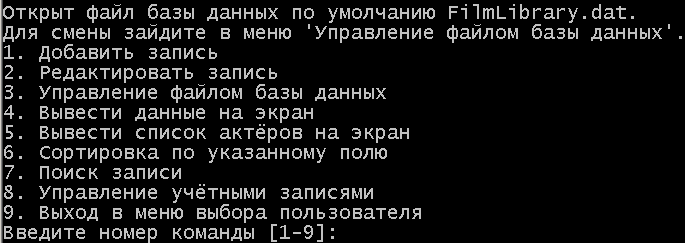 Открыт файл базы данных по умолчанию FilmLibrary.dat.
Для смены зайдите в меню 'Управление файлом базы данных'.
1. Добавить запись
2. Редактировать запись
3. Управление файлом базы данных
4. Вывести данные на экран
5. Вывести список актёров на экран
6. Сортировка по указанному полю
7. Поиск записи
8. Управление учётными записями
9. Выход в меню выбора пользователя
Введите номер команды [1-9]: